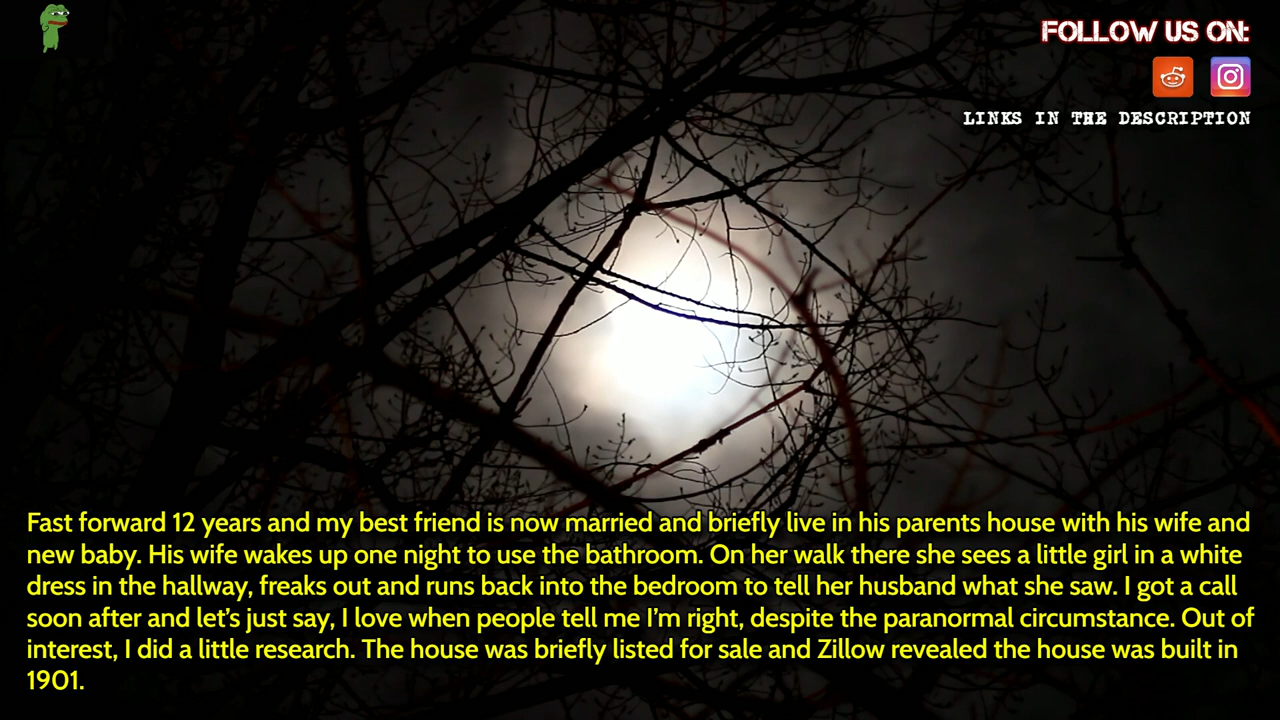 FOLLOW US ON:
LINKS IN THE DESCRIPTION
Fast forward 12 years and my best friend is now married and briefly live in his parents house with his wife and
new baby. His wife wakes up one night to use the bathroom. On her walk there she sees a little girl in a white
dress in the hallway, freaks out and runs back into the bedroom to tell her husband what she saw. I got a call
soon after and let’s just say, I love when people tell me I’m right, despite the paranormal circumstance. Out of
interest, I did a little research. The house was briefly listed for sale and Zillow revealed the house was built in
1901.